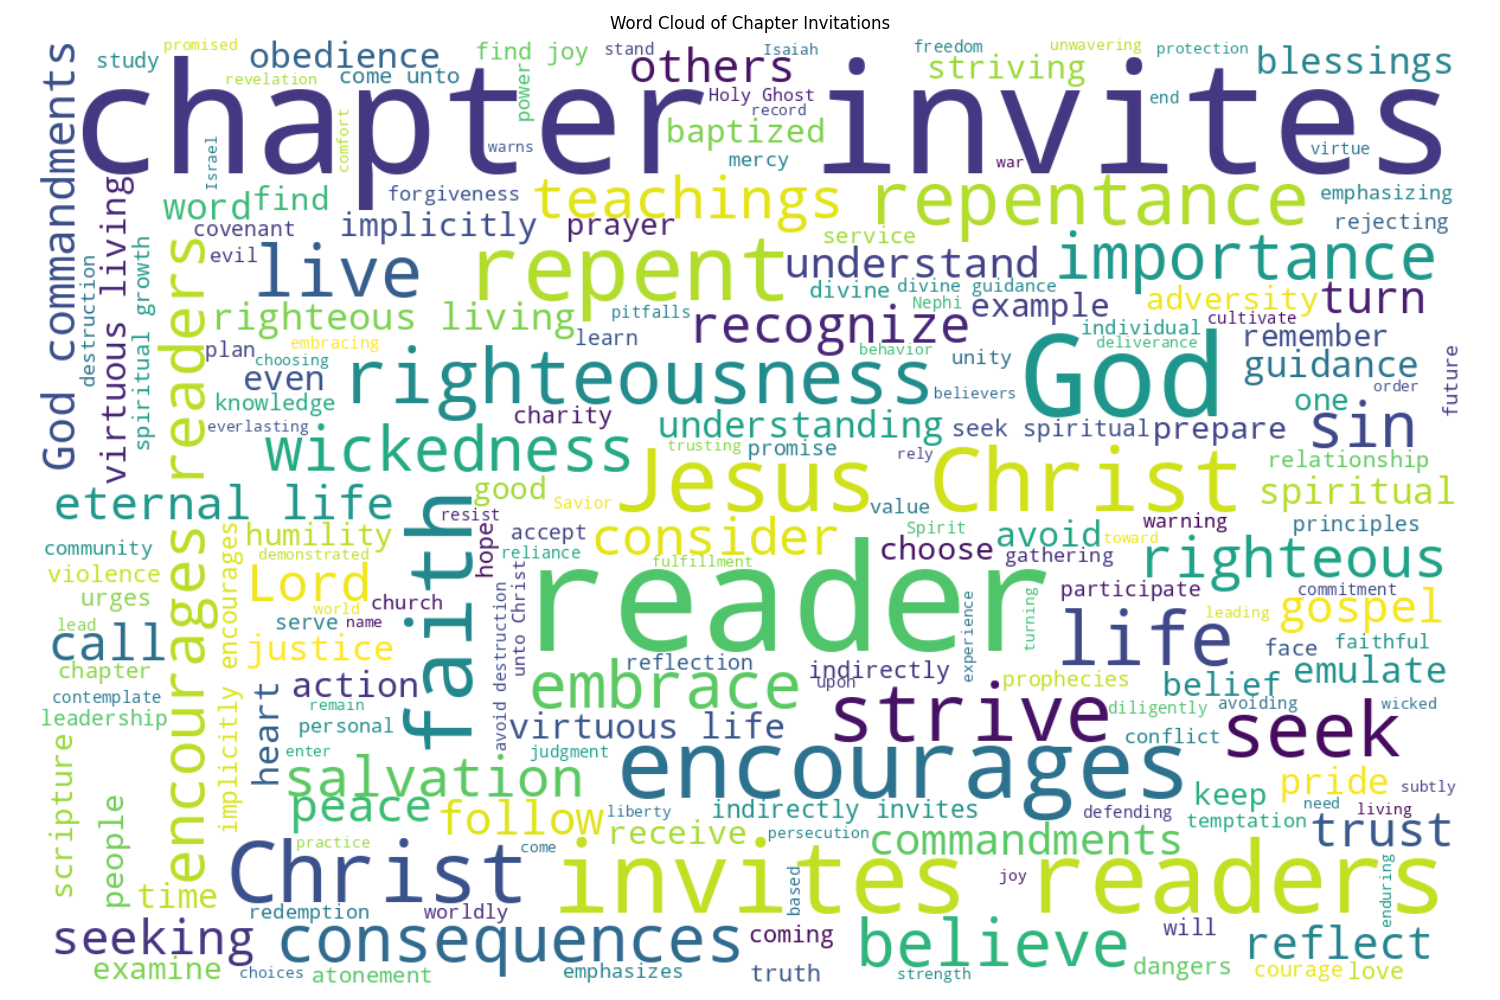 Word Cloud of Chapter Invitations
God commandments
study
promised
revelation
obedience
come unto
find joy
power
stand
others
Isaiah
Holy Ghost
record
freedom
striving
unwavering
protection
blessings
end
chapter invites
comfort
warns
baptized
mercy
war
virtue
Israel
virtuous living
word
find
forgiveness
teachings
repentance
emphasizing
rejecting
covenant
implicitly
prayer
service
evil
live
repent
understand
importance
destruction
spiritual growth
encourages readers
divine
divine guidance
Nephi
example
adversity
turn
righteous living
pitfalls
recognize
individual
cultivate
deliverance
remember
plan
embracing
choosing
learn
behavior
unity
guidance
future
even
righteousness
believers
God
order
knowledge
everlasting
charity
understanding
one
sin
wickedness
trusting
promise
rely
seek spiritual
prepare
relationship
eternal life
faith
good
Savior
Jesus Christ
value
spiritual
resist
hope
accept
reliance
consider
Spirit
avoid
toward
warning
principles
community
humility
demonstrated
implicitly encourages
fulfillment
choose
gathering
righteous
violence
urges
Lord
world
church
unto Christ
avoid destruction
reader
participate
commitment
experience
turning
leading
gospel
lead
serve
name
call
justice
life
face
faithful
chapter
reflection
indirectly
upon
prophecies
belief
emulate
contemplate
action
embrace
diligently
avoiding
wicked
leadership
heart
remain
personal
virtuous life
strive
conflict
seek
scripture
enter
judgment
encourages
salvation
pride
subtly
people
peace
follow
liberty
indirectly invites
defending
keep
need
living
temptation
practice
come
receive
persecution
commandments
trust
Christ
invites readers
time
joy
based
enduring
redemption
worldly
seeking
consequences
coming
believe
will
reflect
examine
choices
atonement
emphasizes
truth
strength
dangers
courage
love